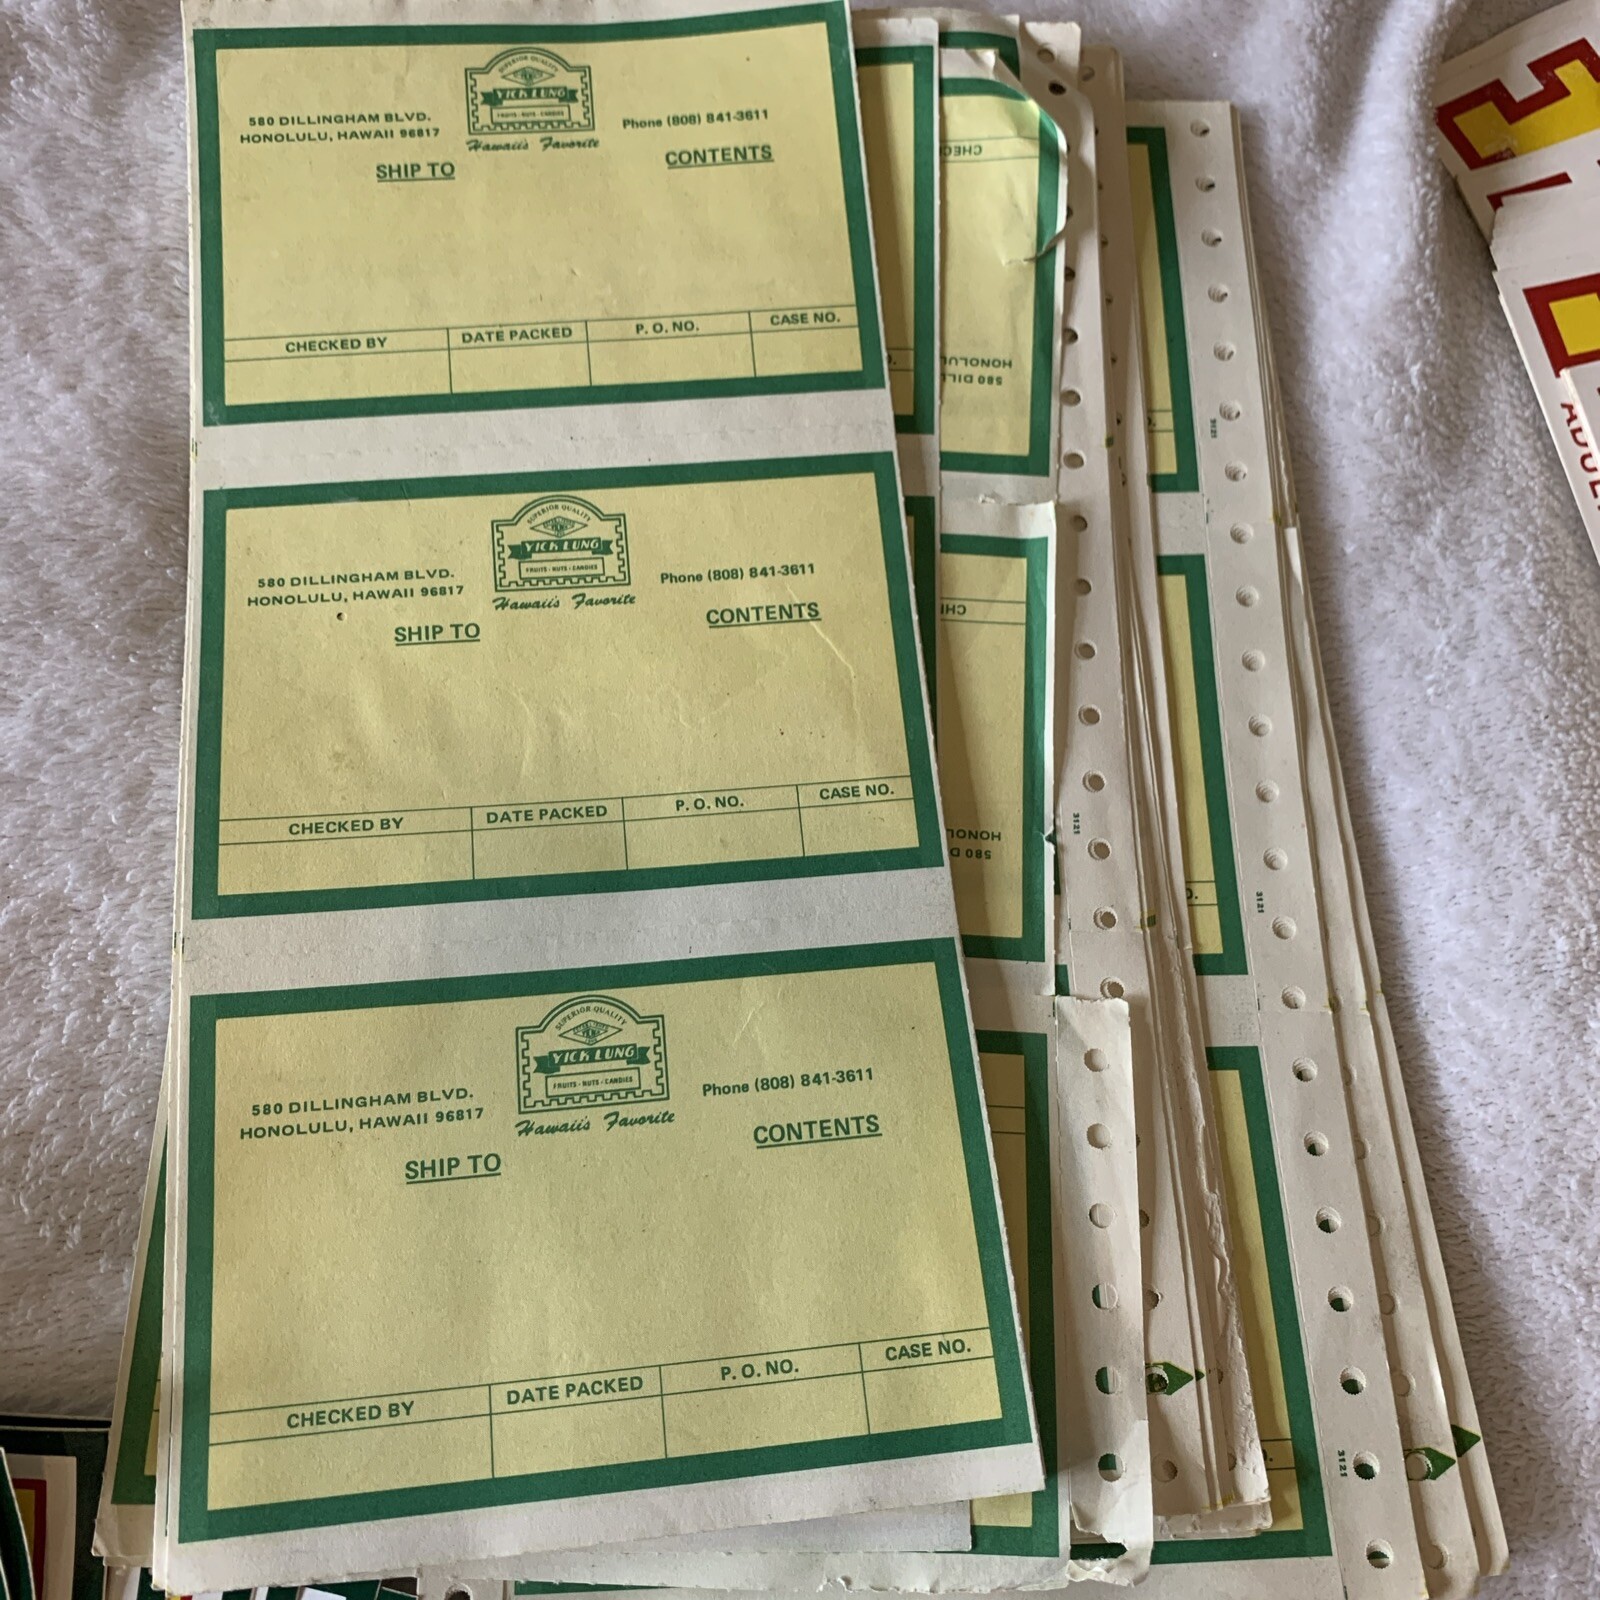 SUPERIOR QUALITY
YICK LUNG
FRUITS - NUTS - CANDIES
Hawaii's Favorite
580 DILLINGHAM BLVD.
HONOLULU, HAWAII 96817
Phone (808) 841-3611
SHIP TO
CONTENTS
CHECKED BY DATE PACKED P. O. NO. CASE NO.
SUPERIOR QUALITY
YICK LUNG
FRUITS - NUTS - CANDIES
Hawaii's Favorite
580 DILLINGHAM BLVD.
HONOLULU, HAWAII 96817
Phone (808) 841-3611
SHIP TO
CONTENTS
CHECKED BY DATE PACKED P. O. NO. CASE NO.
SUPERIOR QUALITY
YICK LUNG
FRUITS - NUTS - CANDIES
Hawaii's Favorite
580 DILLINGHAM BLVD.
HONOLULU, HAWAII 96817
Phone (808) 841-3611
SHIP TO
CONTENTS
CHECKED BY DATE PACKED P. O. NO. CASE NO.
3121
3121
3121
3121